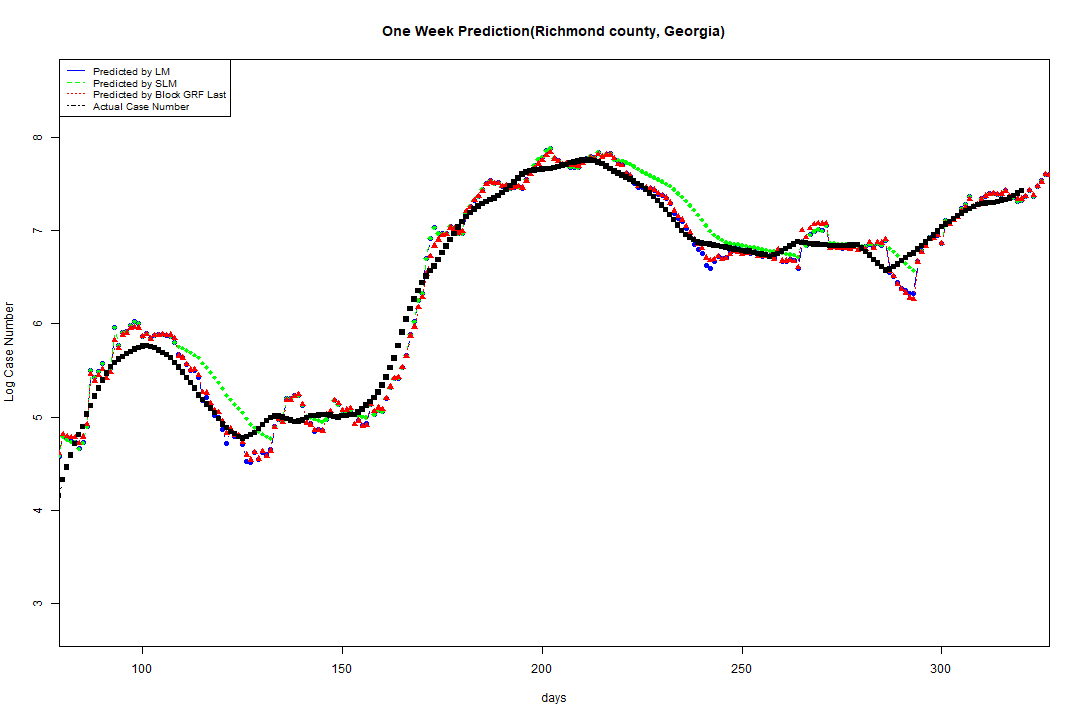 One Week Prediction(Richmond county, Georgia)
Predicted by LM
Predicted by SLM
Predicted by Block GRF Last
Actual Case Number
Log Case Number
8
7
6
5
4
3
100 150 200 250 300
days